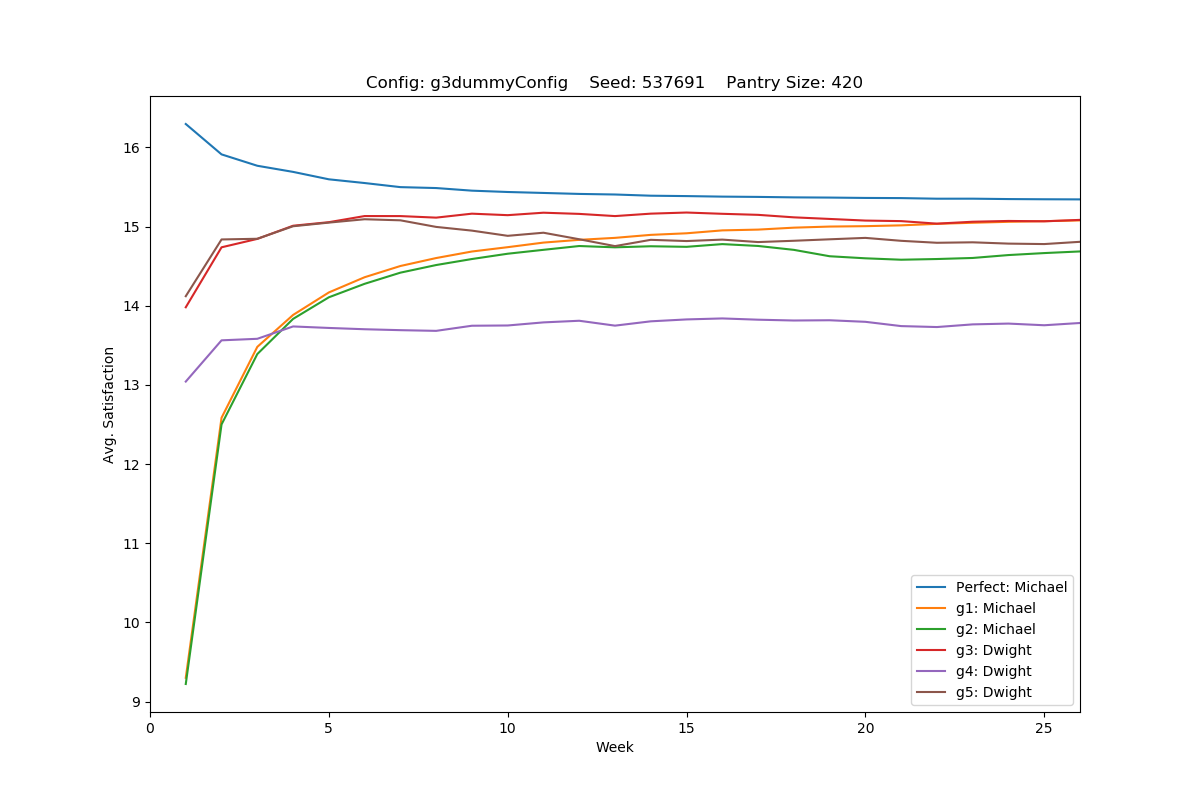 Config: g3dummyConfig    Seed: 537691    Pantry Size: 420
16
15
14
13
12
11
10
9
Avg. Satisfaction
0
5
10
15
20
25
Week
Perfect: Michael
g1: Michael
g2: Michael
g3: Dwight
g4: Dwight
g5: Dwight